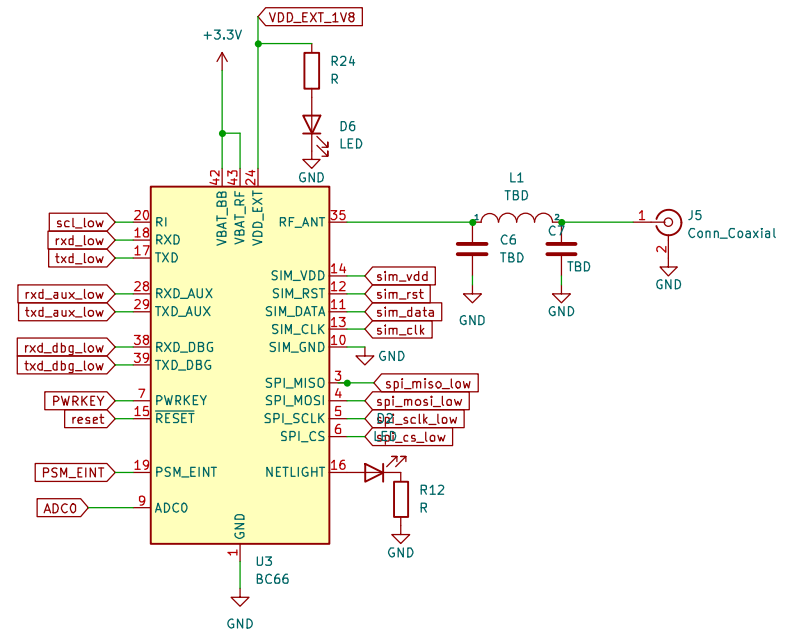 VDD_EXT_1V8
+3.3V
R24
R
D6
LED
GND
42
43
24
VBAT_BB
VBAT_RF
VDD_EXT
scl_low
20
RI
rxd_low
18
RXD
txd_low
17
TXD
rxd_aux_low
28
RXD_AUX
txd_aux_low
29
TXD_AUX
rxd_dbg_low
38
RXD_DBG
txd_dbg_low
39
TXD_DBG
PWRKEY
7
PWRKEY
reset
15
RESET
PSM_EINT
19
PSM_EINT
ADC0
9
ADC0
RF_ANT
35
SIM_VDD
14
sim_vdd
SIM_RST
12
sim_rst
SIM_DATA
11
sim_data
SIM_CLK
13
sim_clk
SIM_GND
10
GND
SPI_MISO
3
spi_miso_low
SPI_MOSI
4
spi_mosi_low
SPI_SCLK
5
spi_sclk_low
SPI_CS
6
spi_cs_low
LED
NETLIGHT
16
R12
R
GND
L1
TBD
1
2
C6
TBD
GND
C7
TBD
GND
1
J5
Conn_Coaxial
2
GND
GND
1
U3
BC66
GND